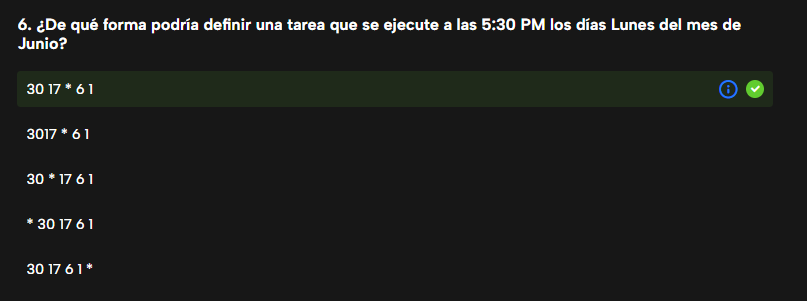 6. ¿De qué forma podría definir una tarea que se ejecute a las 5:30 PM los días Lunes del mes de
Junio?
30 17 * 6 1
3017 * 6 1
30 * 17 6 1
* 30 17 6 1
30 17 6 1 *